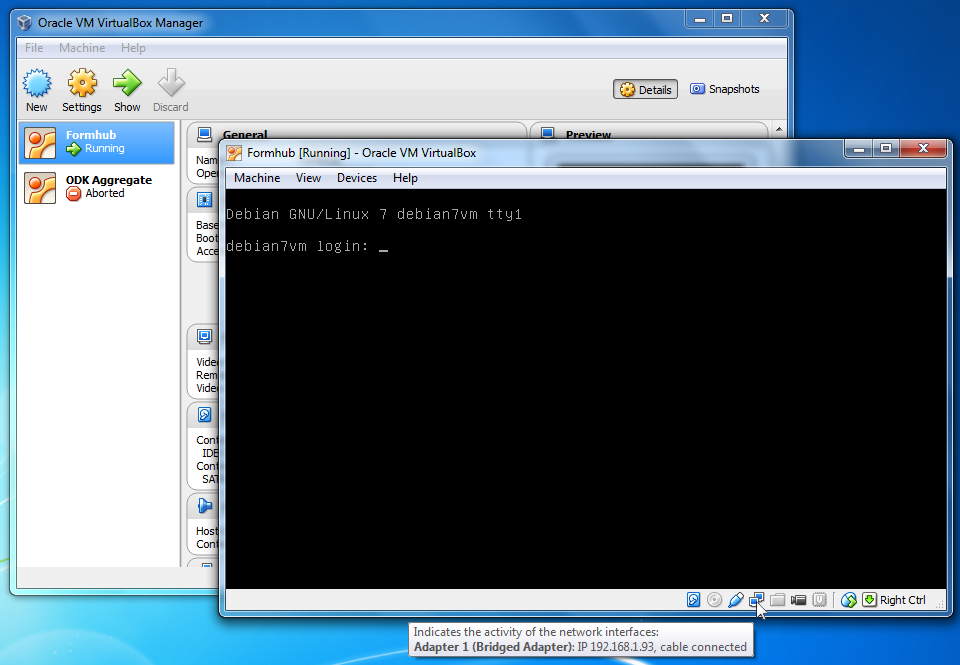 Oracle VM VirtualBox Manager
File Machine Help
New Settings Show Discard
Details Snapshots
Formhub
Running
ODK Aggregate
Aborted
General
Preview
Nam
Oper
Base
Boot
Acce
Video
Rem
Video
Cont
IDE
Cont
SAT
Host
Cont
Formhub [Running] - Oracle VM VirtualBox
Machine View Devices Help
Debian GNU/Linux 7 debian7vm tty1
debian7vm login: _
Right Ctrl
Indicates the activity of the network interfaces:
Adapter 1 (Bridged Adapter): IP 192.168.1.93, cable connected